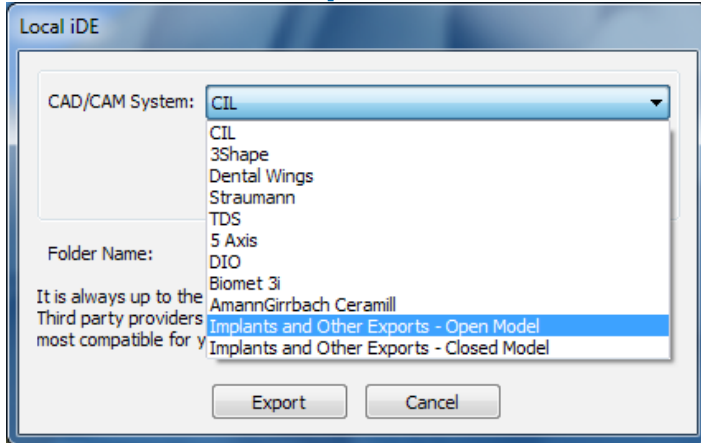 Local iDE
CAD/CAM System:
CIL
CIL
3Shape
Dental Wings
Straumann
TDS
5 Axis
DIO
Biomet 3i
AmannGirrbach Ceramill
Implants and Other Exports - Open Model
Implants and Other Exports - Closed Model
Folder Name:
It is always up to the
Third party providers
most compatible for y
Export
Cancel